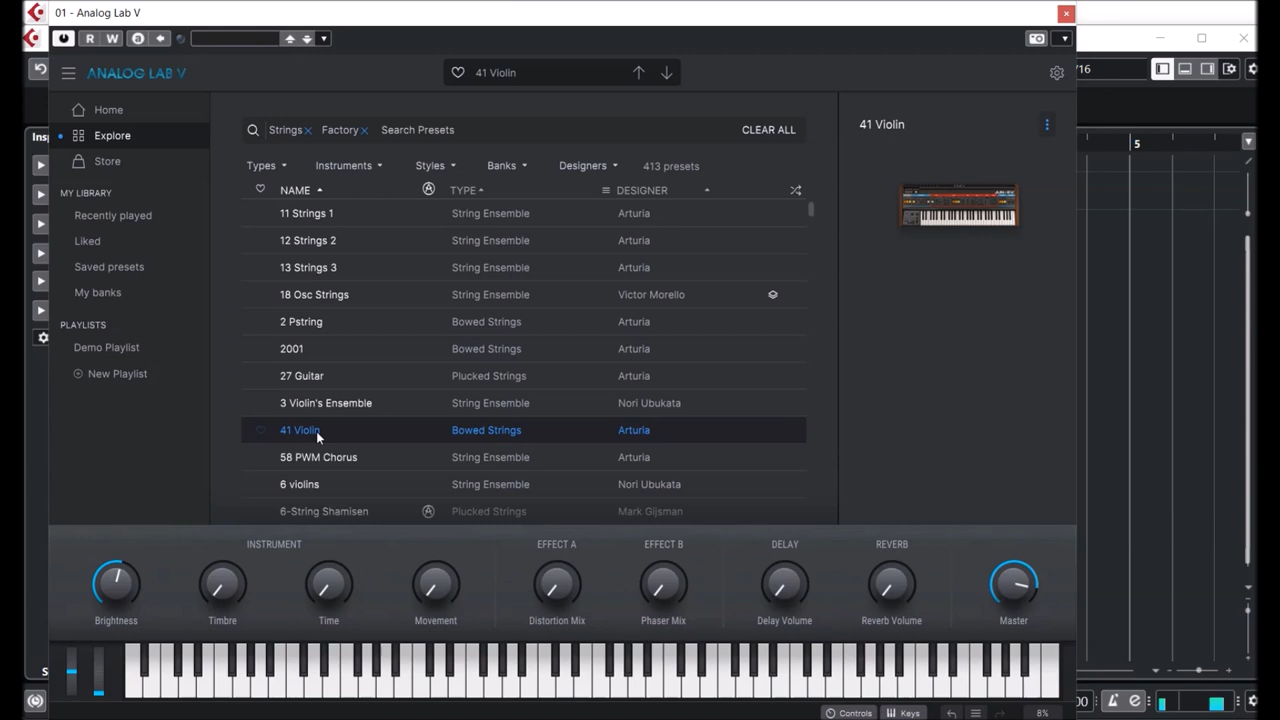 01 - Analog Lab V
R W
ANALOG LAB V
41 Violin
/16
Home
Explore
Store
MY LIBRARY
Recently played
Liked
Saved presets
My banks
PLAYLISTS
Demo Playlist
New Playlist
Strings Factory Search Presets CLEAR ALL
Types Instruments Styles Banks Designers 413 presets
NAME TYPE DESIGNER
11 Strings 1 String Ensemble Arturia
12 Strings 2 String Ensemble Arturia
13 Strings 3 String Ensemble Arturia
18 Osc Strings String Ensemble Victor Morello
2 Pstring Bowed Strings Arturia
2001 Bowed Strings Arturia
27 Guitar Plucked Strings Arturia
3 Violin's Ensemble String Ensemble Nori Ubukata
41 Violin Bowed Strings Arturia
58 PWM Chorus String Ensemble Arturia
6 violins String Ensemble Nori Ubukata
6-String Shamisen Plucked Strings Mark Gijsman
41 Violin
5
INSTRUMENT EFFECT A EFFECT B DELAY REVERB
Brightness Timbre Time Movement Distortion Mix Phaser Mix Delay Volume Reverb Volume Master
Controls Keys 8%